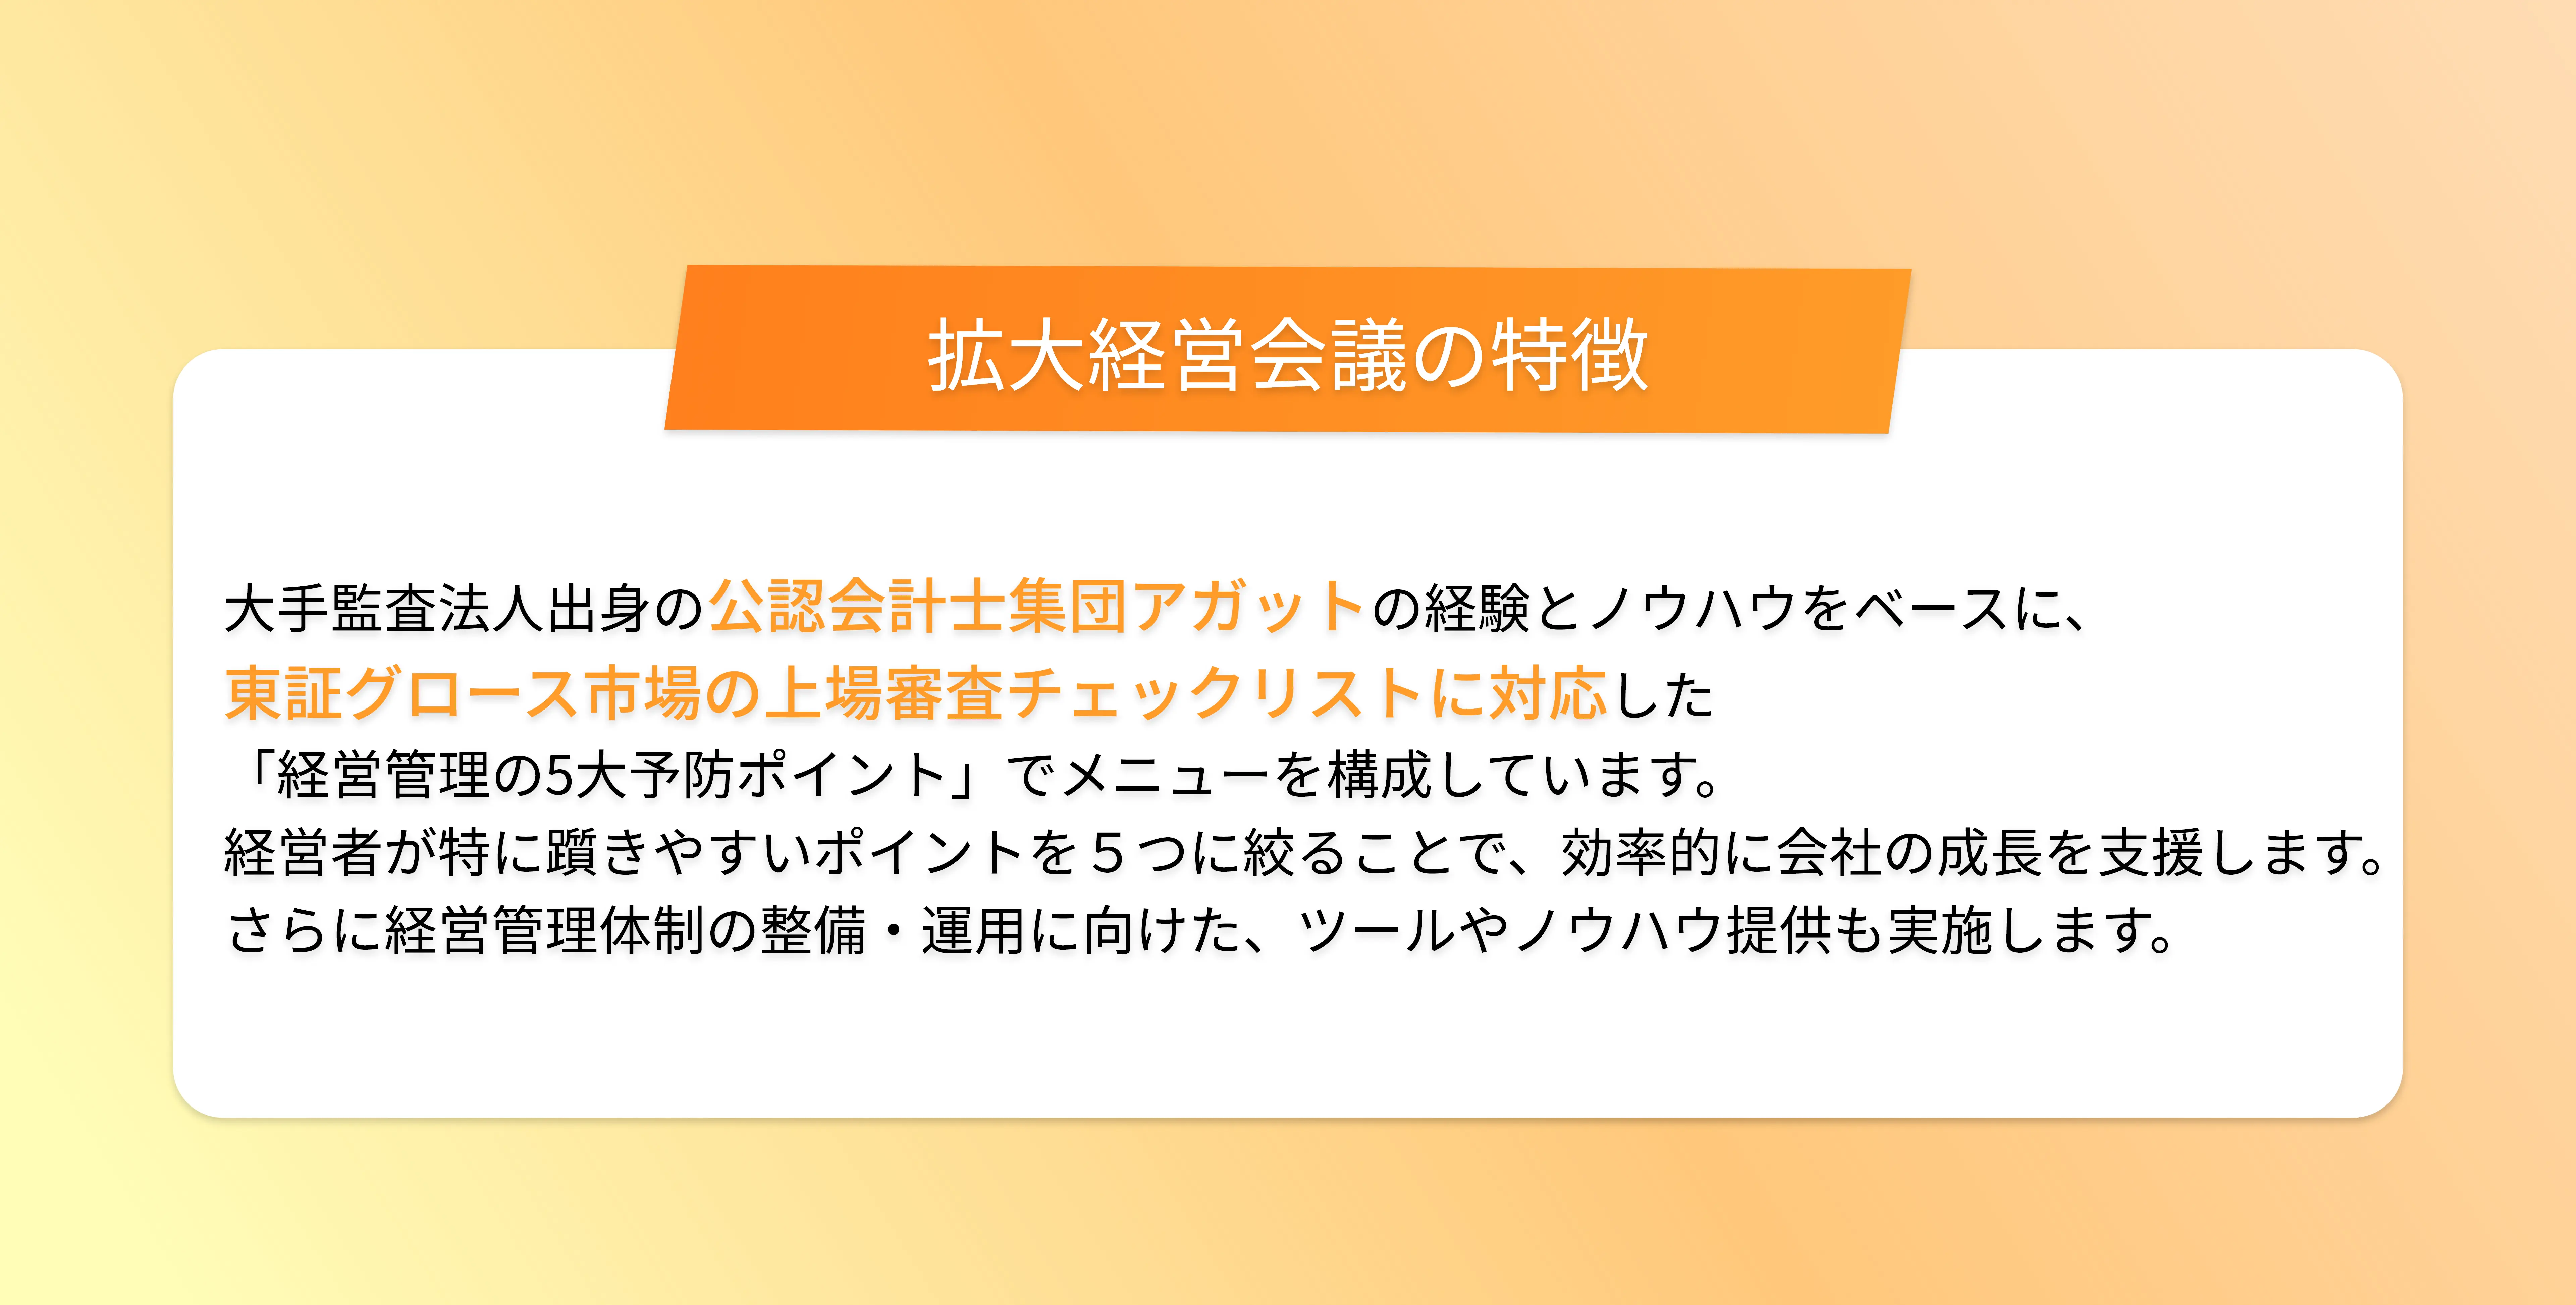 拡大経営会議の特徴
大手監査法人出身の公認会計士集団アガットの経験とノウハウをベースに、
東証グロース市場の上場審査チェックリストに対応した
「経営管理の5大予防ポイント」でメニューを構成しています。
経営者が特に躓きやすいポイントを５つに絞ることで、効率的に会社の成長を支援します。
さらに経営管理体制の整備・運用に向けた、ツールやノウハウ提供も実施します。